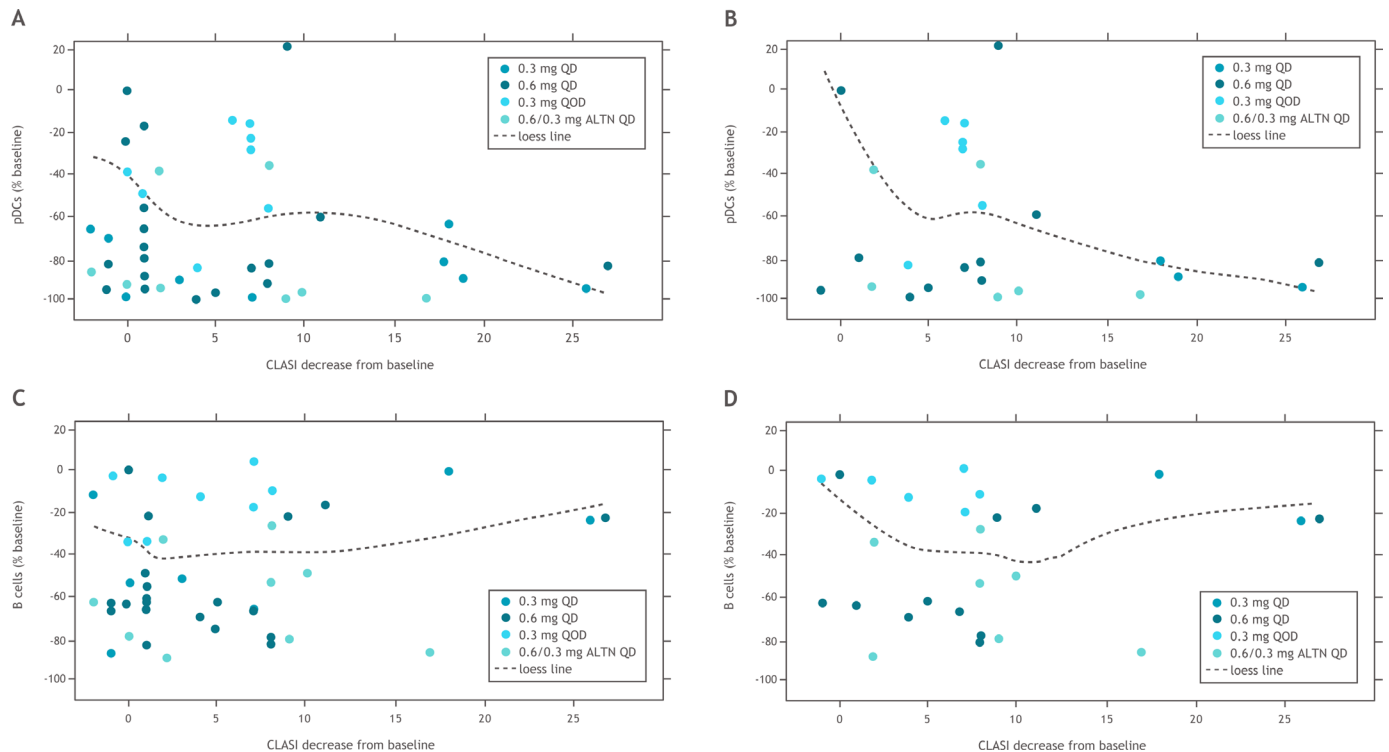 A
pDCs (% baseline)
20
0
-20
-40
-60
-80
-100
0.3 mg QD
0.6 mg QD
0.3 mg QOD
0.6/0.3 mg ALTN QD
loess line
0 5 10 15 20 25
CLASI decrease from baseline
B
pDCs (% baseline)
20
0
-20
-40
-60
-80
-100
0.3 mg QD
0.6 mg QD
0.3 mg QOD
0.6/0.3 mg ALTN QD
loess line
0 5 10 15 20 25
CLASI decrease from baseline
C
B cells (% baseline)
20
0
-20
-40
-60
-80
-100
0.3 mg QD
0.6 mg QD
0.3 mg QOD
0.6/0.3 mg ALTN QD
loess line
0 5 10 15 20 25
CLASI decrease from baseline
D
B cells (% baseline)
20
0
-20
-40
-60
-80
-100
0.3 mg QD
0.6 mg QD
0.3 mg QOD
0.6/0.3 mg ALTN QD
loess line
0 5 10 15 20 25
CLASI decrease from baseline